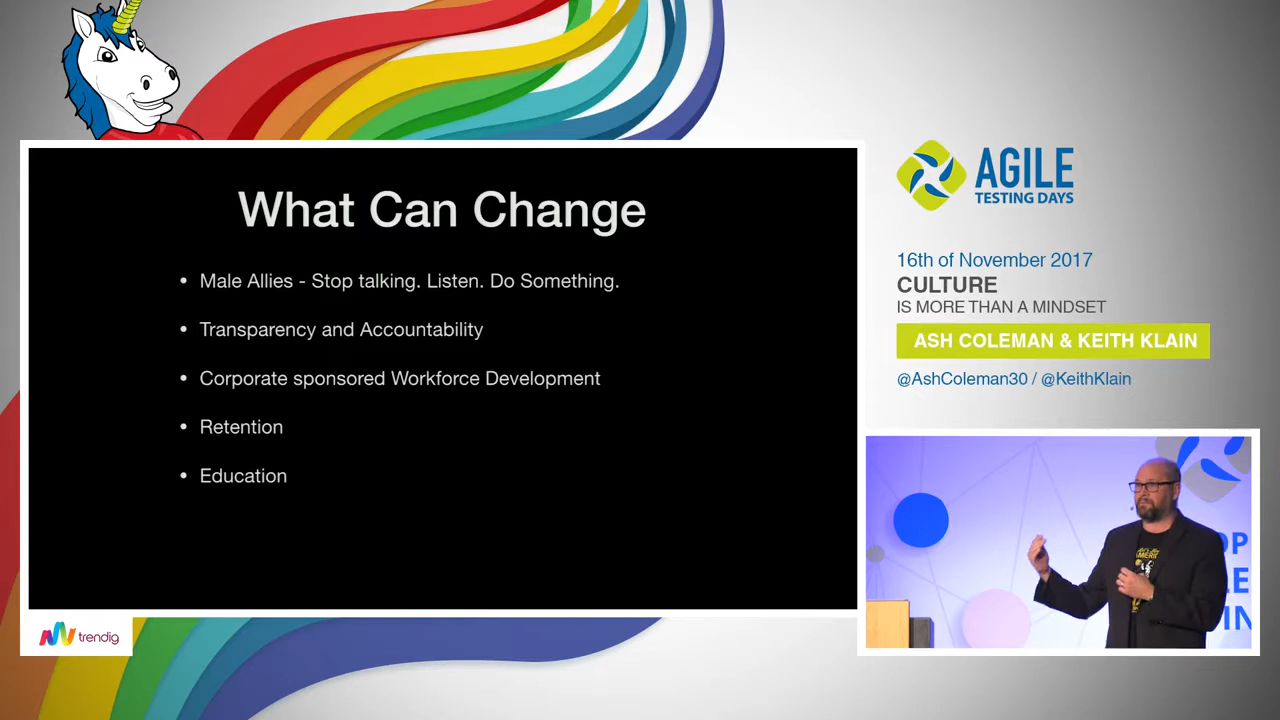 What Can Change
• Male Allies - Stop talking. Listen. Do Something.
• Transparency and Accountability
• Corporate sponsored Workforce Development
• Retention
• Education
trendig
AGILE
TESTING DAYS
16th of November 2017
CULTURE
IS MORE THAN A MINDSET
ASH COLEMAN & KEITH KLAIN
@AshColeman30 / @KeithKlain